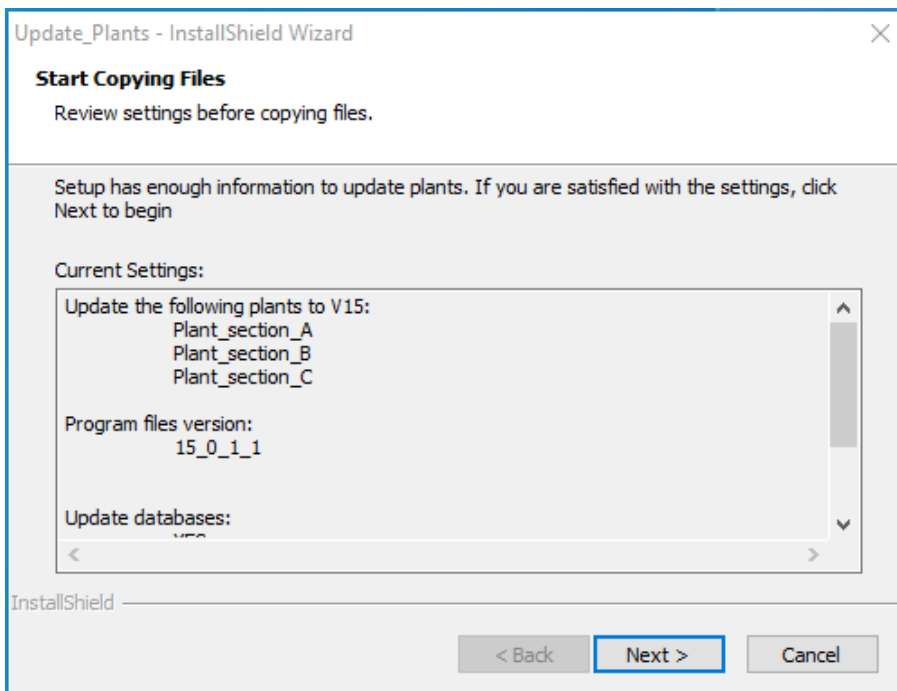 Update_Plants - InstallShield Wizard
Start Copying Files
Review settings before copying files.
Setup has enough information to update plants. If you are satisfied with the settings, click
Next to begin
Current Settings:
Update the following plants to V15:
Plant_section_A
Plant_section_B
Plant_section_C
Program files version:
15_0_1_1
Update databases:
InstallShield
< Back
Next >
Cancel